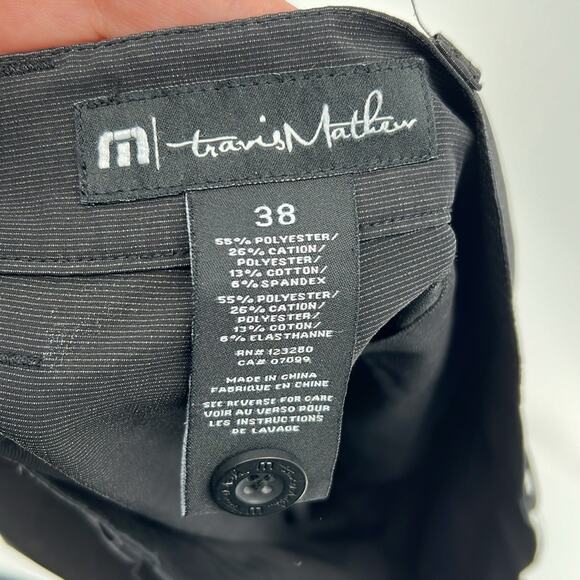 m travisMathew
38
55% POLYESTER/
26% CATION/
POLYESTER/
13% COTTON/
6% SPANDEX
55% POLYESTER/
26% CATION/
POLYESTER/
13% COTON/
6% ELASTHANNE
RN# 123280
CA# 07099
MADE IN CHINA
FABRIQUE EN CHINE
SEE REVERSE FOR CARE
VOIR AU VERSO POUR
LES INSTRUCTIONS
DE LAVAGE